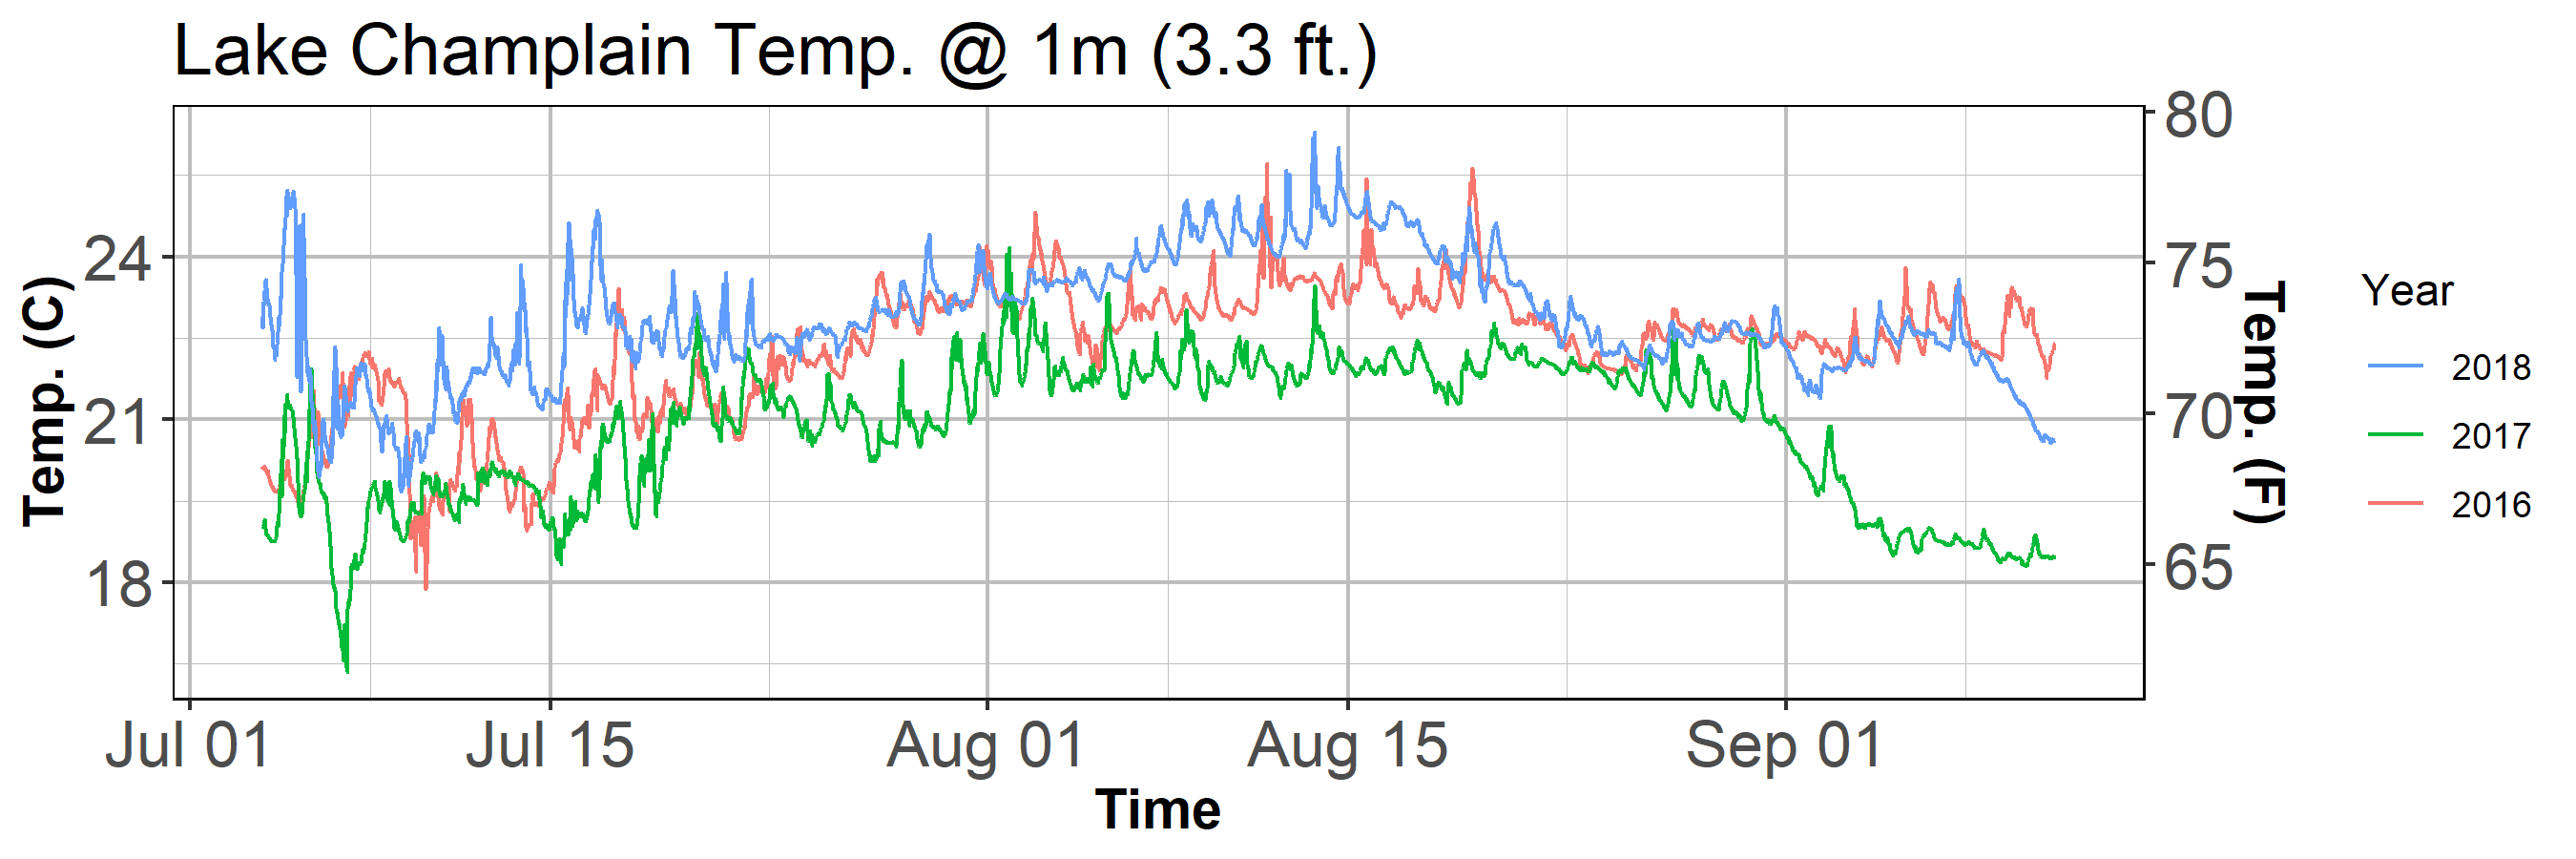 Lake Champlain Temp. @ 1m (3.3 ft.)
Temp. (C)
24
21
18
80
75
70
65
Temp. (F)
Jul 01
Jul 15
Aug 01
Aug 15
Sep 01
Time
Year
2018
2017
2016